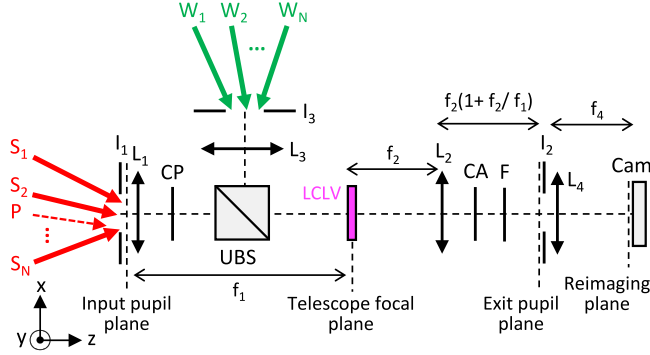 W1 W2 ... WN
I3
L3
f2(1+ f2/ f1)
f4
I1 L1
S1
S2
P
⋮
SN
CP
UBS
LCLV
f2
L2
CA F
I2
L4
Cam
f1
Input pupil
plane
Telescope focal
plane
Exit pupil
plane
Reimaging
plane
x
y
z